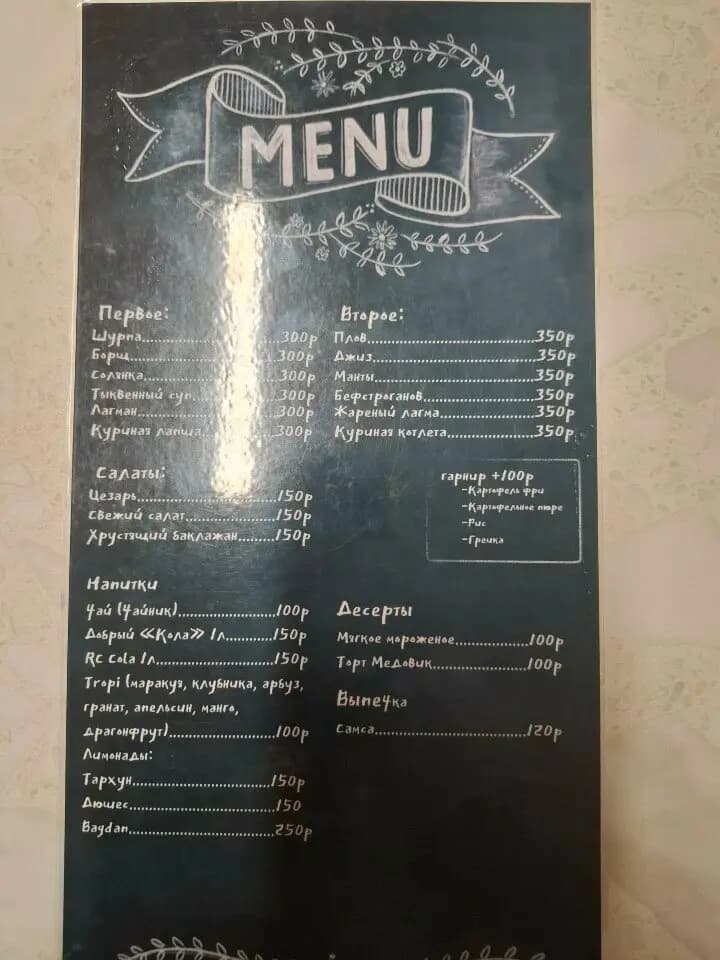 MENU
Первое:
Шурпа...............300р
Борщ...............300р
Солянка...............300р
Тыквенный суп...............300р
Лагман...............300р
Куриная лапша...............300р
Второе:
Плов...............350р
Джиз...............350р
Манты...............350р
Бефстроганов...............350р
Жареный лагма...............350р
Куриная котлета...............350р
гарнир +100р
-Картофель фри
-Картофельное пюре
-Рис
-Гречка
Салаты:
Цезарь...............150р
Свежий салат...............150р
Хрустящий баклажан...............150р
Напитки
Чай (Чайник)...............100р
Добрый «Кола» 1л...............150р
RC Cola 1л...............150р
Tropi (маракуя, клубника, арбуз,
гранат, апельсин, манго,
драгонфрут)...............100р
Лимонады:
Тархун...............150р
Дюшес...............150
Baydan...............250р
Десерты
Мягкое мороженое...............100р
Торт Медовик...............100р
Выпечка
Самса...............120р